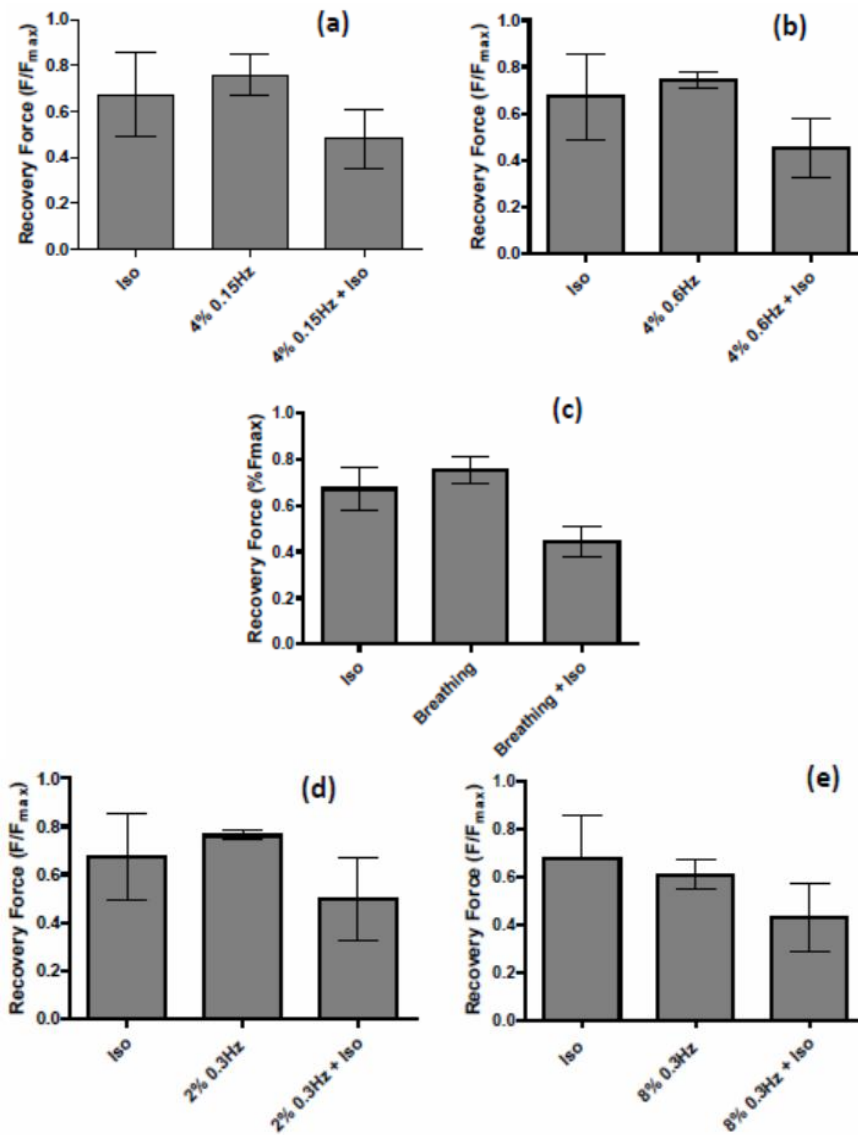 (a)
Recovery Force (F/Fmax)
1.0
0.8
0.6
0.4
0.2
0.0
Iso
4% 0.15Hz
4% 0.15Hz + Iso
(b)
Recovery Force (F/Fmax)
1.0
0.8
0.6
0.4
0.2
0.0
Iso
4% 0.6Hz
4% 0.6Hz + Iso
(c)
Recovery Force (%Fmax)
1.0
0.8
0.6
0.4
0.2
0.0
Iso
Breathing
Breathing + Iso
(d)
Recovery Force (F/Fmax)
1.0
0.8
0.6
0.4
0.2
0.0
Iso
2% 0.3Hz
2% 0.3Hz + Iso
(e)
Recovery Force (F/Fmax)
1.0
0.8
0.6
0.4
0.2
0.0
Iso
8% 0.3Hz
8% 0.3Hz + Iso